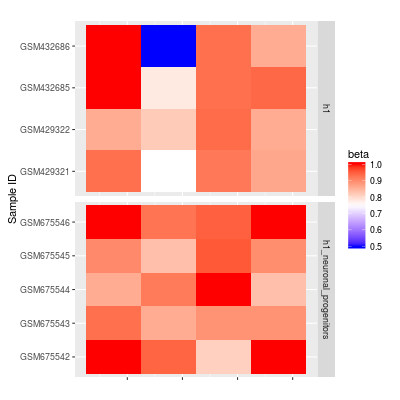 Sample ID
GSM432686
GSM432685
GSM429322
GSM429321
h1
GSM675546
GSM675545
GSM675544
GSM675543
GSM675542
h1_neuronal_progenitors
beta
1.0
0.9
0.8
0.7
0.6
0.5